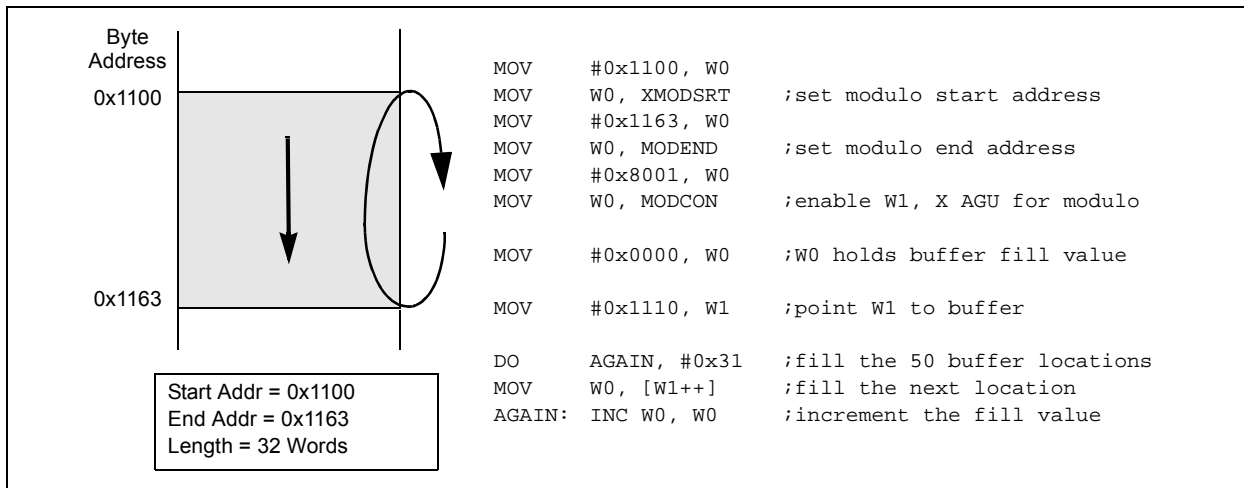 Byte
Address
0x1100
0x1163
Start Addr = 0x1100
End Addr = 0x1163
Length = 32 Words
MOV #0x1100, W0
MOV W0, XMODSRT ;set modulo start address
MOV #0x1163, W0
MOV W0, MODEND ;set modulo end address
MOV #0x8001, W0
MOV W0, MODCON ;enable W1, X AGU for modulo
MOV #0x0000, W0 ;W0 holds buffer fill value
MOV #0x1110, W1 ;point W1 to buffer
DO AGAIN, #0x31 ;fill the 50 buffer locations
MOV W0, [W1++] ;fill the next location
AGAIN: INC W0, W0 ;increment the fill value